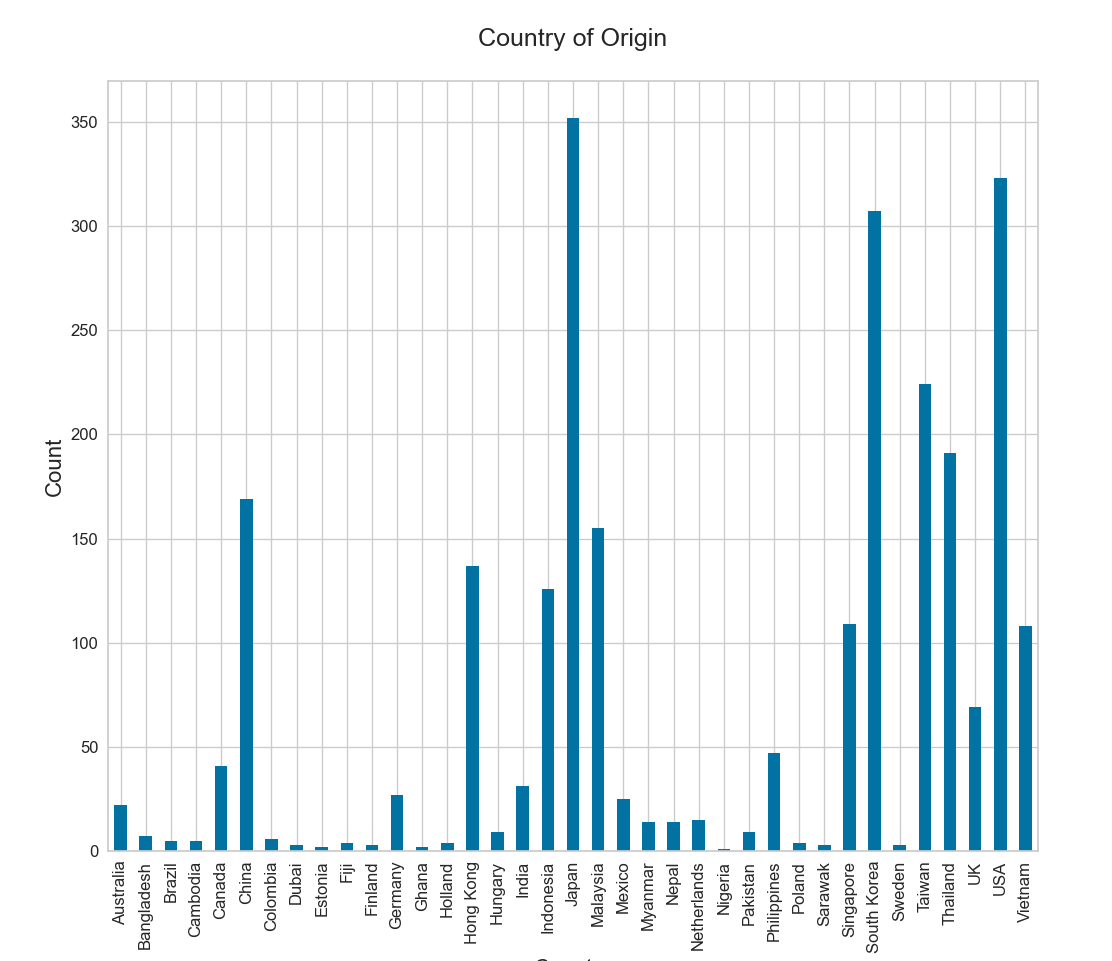 Country of Origin
Count
350
300
250
200
150
100
50
0
Australia
Bangladesh
Brazil
Cambodia
Canada
China
Colombia
Dubai
Estonia
Fiji
Finland
Germany
Ghana
Holland
Hong Kong
Hungary
India
Indonesia
Japan
Malaysia
Mexico
Myanmar
Nepal
Netherlands
Nigeria
Pakistan
Philippines
Poland
Sarawak
Singapore
South Korea
Sweden
Taiwan
Thailand
UK
USA
Vietnam